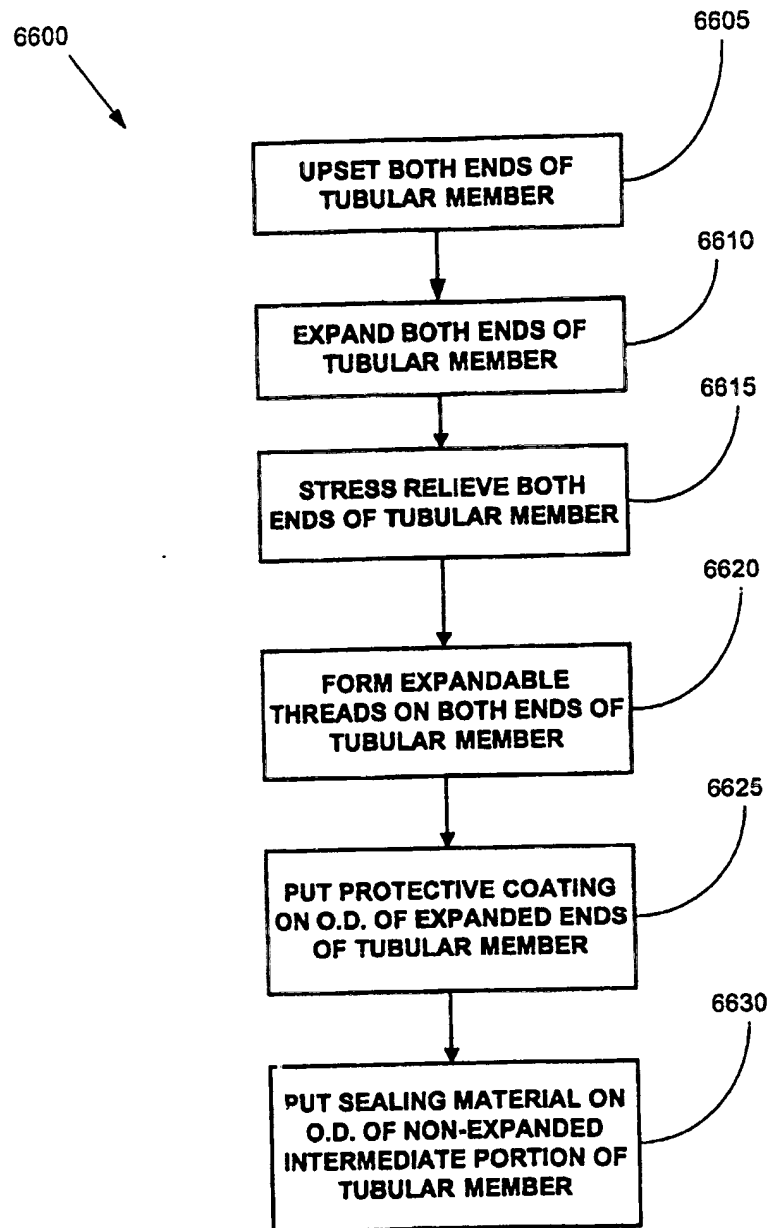 6600
6605
UPSET BOTH ENDS OF
TUBULAR MEMBER
6610
EXPAND BOTH ENDS OF
TUBULAR MEMBER
6615
STRESS RELIEVE BOTH
ENDS OF TUBULAR MEMBER
6620
FORM EXPANDABLE
THREADS ON BOTH ENDS OF
TUBULAR MEMBER
6625
PUT PROTECTIVE COATING
ON O.D. OF EXPANDED ENDS
OF TUBULAR MEMBER
6630
PUT SEALING MATERIAL ON
O.D. OF NON-EXPANDED
INTERMEDIATE PORTION OF
TUBULAR MEMBER